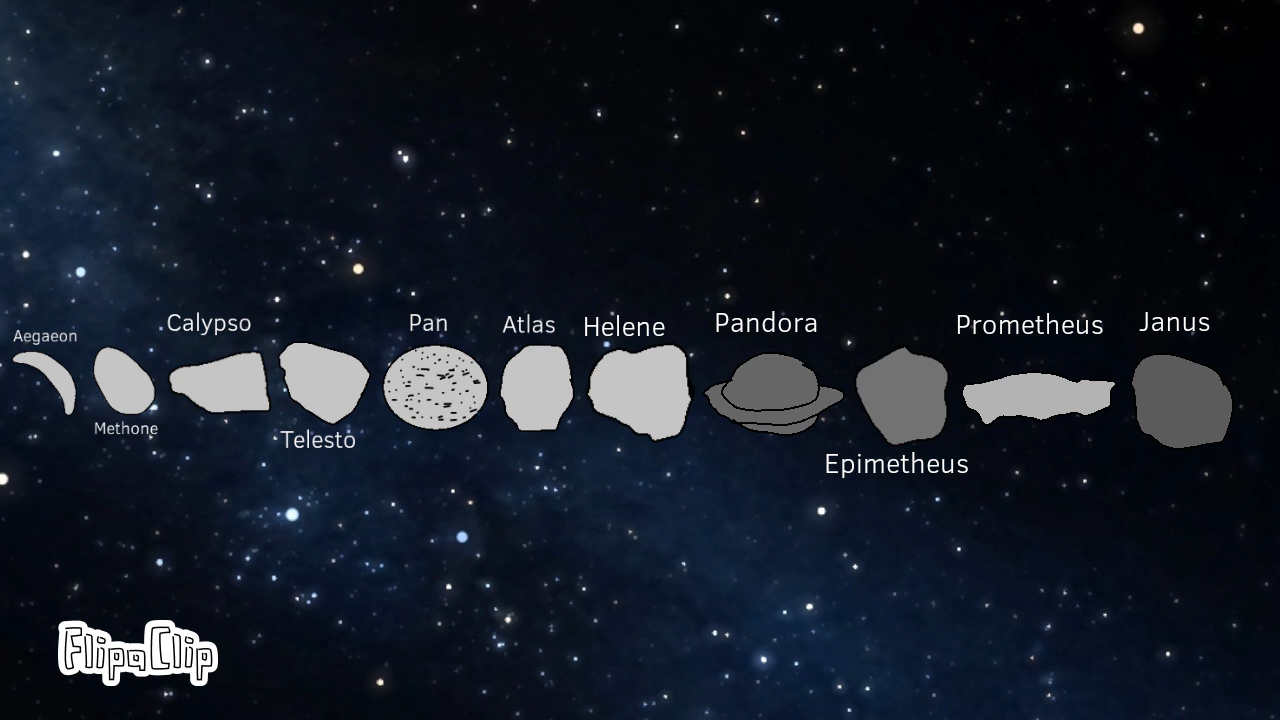 Aegaeon
Methone
Calypso
Telesto
Pan
Atlas
Helene
Pandora
Epimetheus
Prometheus
Janus
FlipaClip